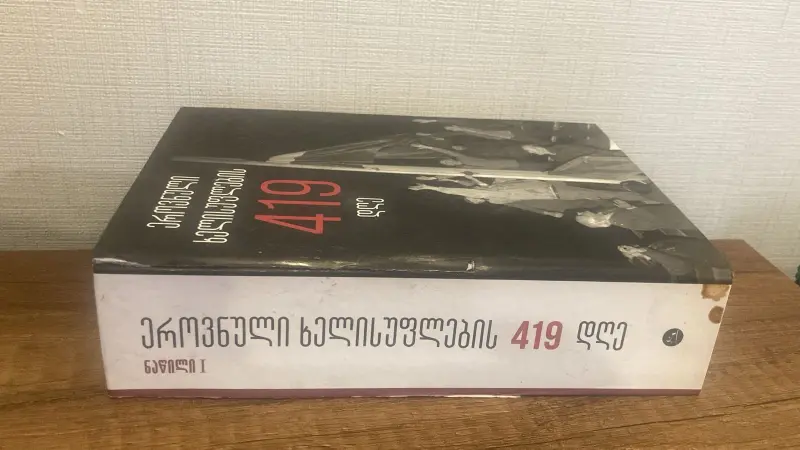 ეროვნული
ხელისუფლების
419
დღე
ეროვნული ხელისუფლების 419 დღე
ნაწილი I